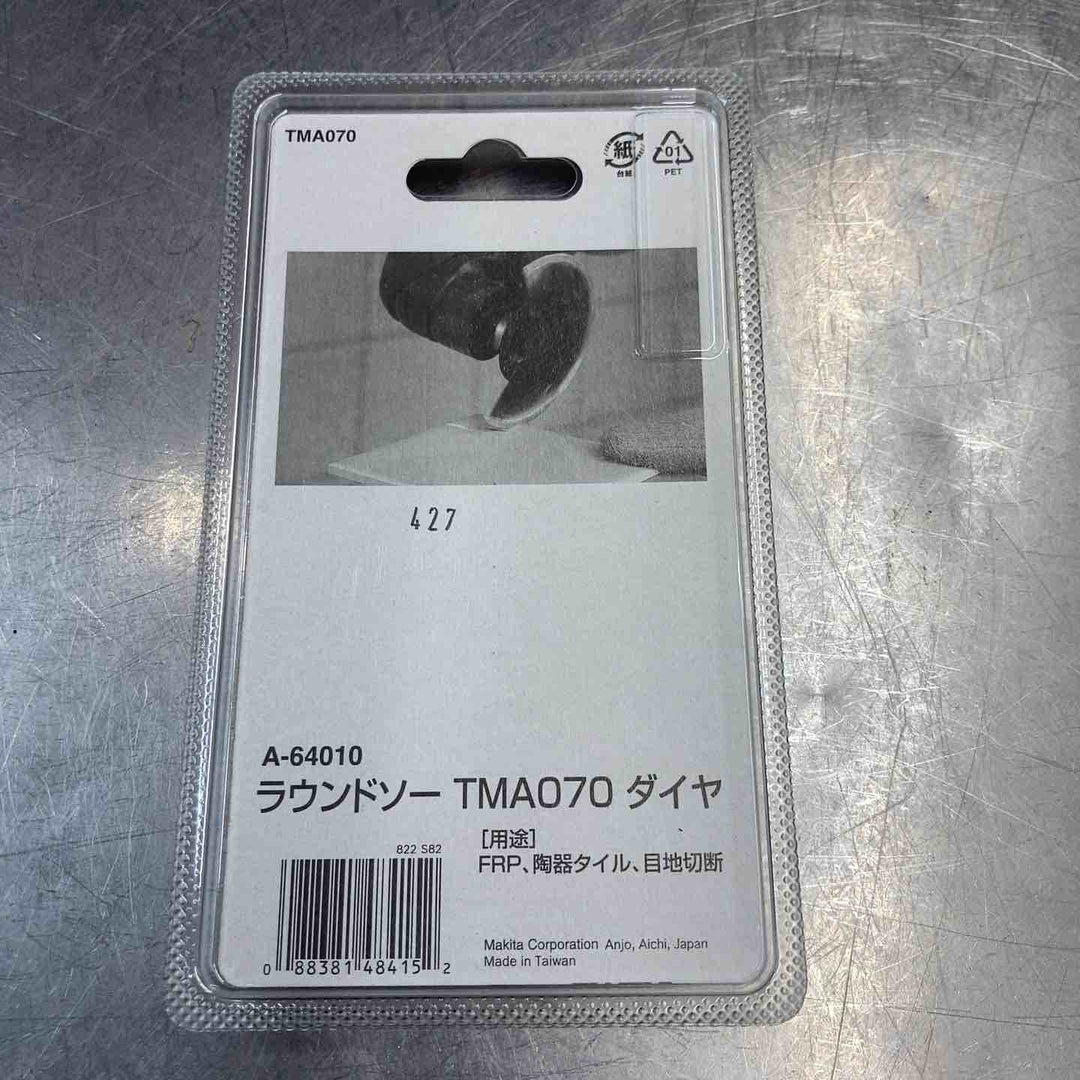 TMA070
紙
台紙
01
PET
427
A-64010
ラウンドソー TMA070 ダイヤ
[用途]
FRP、陶器タイル、目地切断
822 S82
0 88381 48415 2
Makita Corporation Anjo, Aichi, Japan
Made in Taiwan